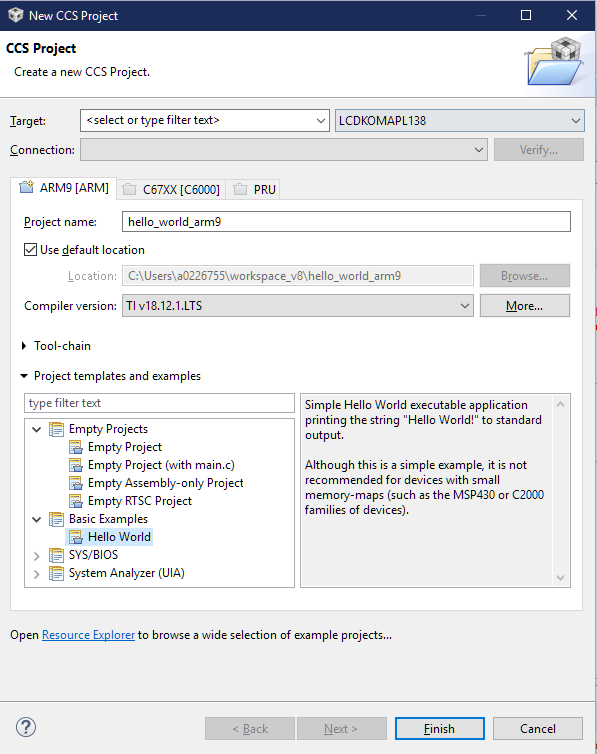 New CCS Project
CCS Project
Create a new CCS Project.
Target: <select or type filter text> LCDKOMAPL138
Connection: Verify...
ARM9 [ARM] C67XX [C6000] PRU
Project name: hello_world_arm9
Use default location
Location: C:\Users\a0226755\workspace_v8\hello_world_arm9 Browse...
Compiler version: TI v18.12.1.LTS More...
Tool-chain
Project templates and examples
type filter text
Empty Projects
Empty Project
Empty Project (with main.c)
Empty Assembly-only Project
Empty RTSC Project
Basic Examples
Hello World
SYS/BIOS
System Analyzer (UIA)
Simple Hello World executable application
printing the string "Hello World!" to standard
output.
Although this is a simple example, it is not
recommended for devices with small
memory-maps (such as the MSP430 or C2000
families of devices).
Open Resource Explorer to browse a wide selection of example projects...
? < Back Next > Finish Cancel